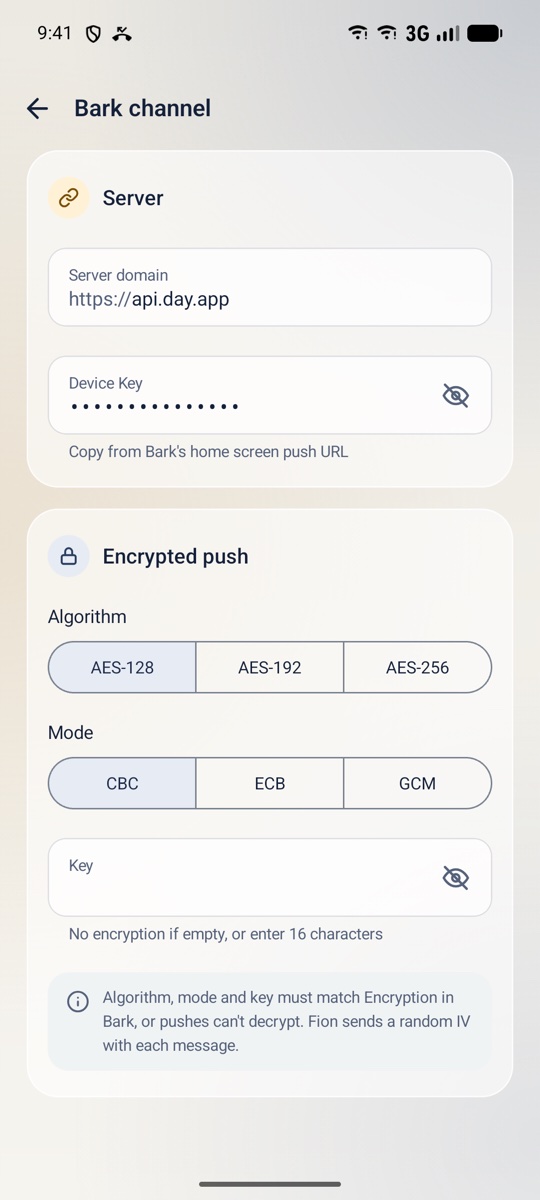 9:41
3G
Bark channel
Server
Server domain
https://api.day.app
Device Key
•••••••••••••••
Copy from Bark's home screen push URL
Encrypted push
Algorithm
AES-128 AES-192 AES-256
Mode
CBC ECB GCM
Key
No encryption if empty, or enter 16 characters
Algorithm, mode and key must match Encryption in
Bark, or pushes can't decrypt. Fion sends a random IV
with each message.